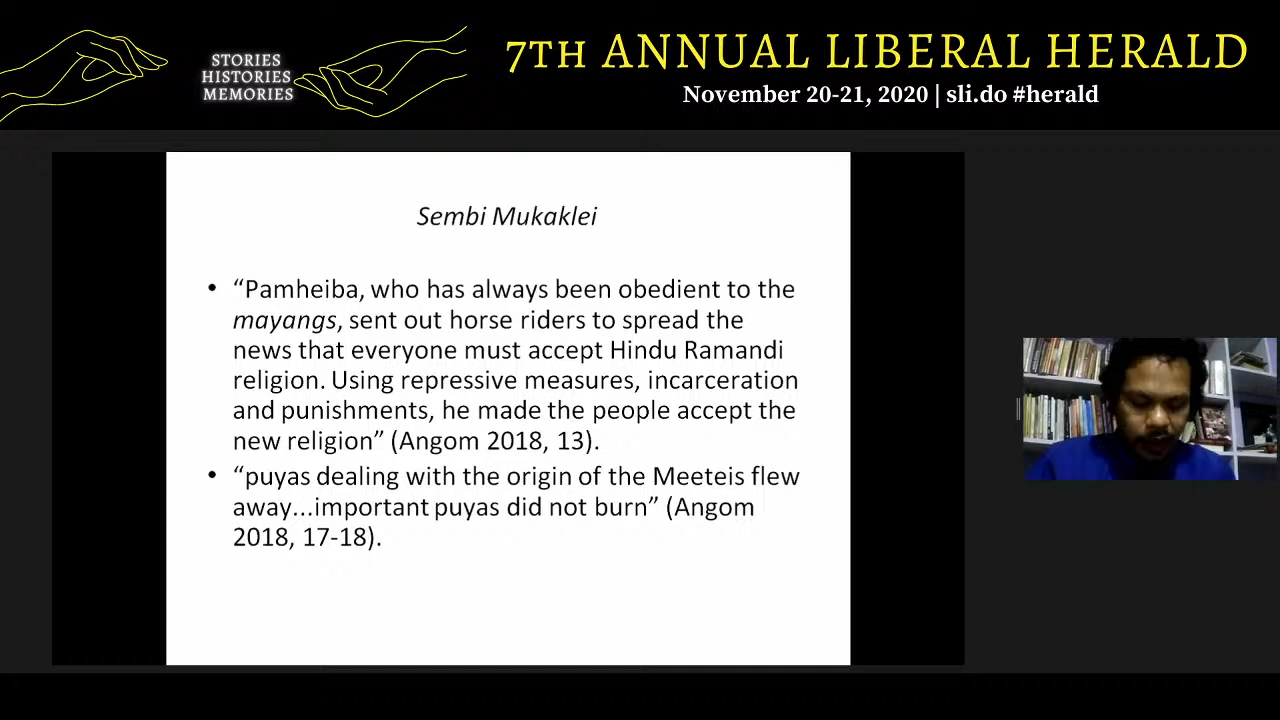 STORIES
HISTORIES
MEMORIES
7TH ANNUAL LIBERAL HERALD
November 20-21, 2020 | sli.do #herald
Sembi Mukaklei
• “Pamheiba, who has always been obedient to the
mayangs, sent out horse riders to spread the
news that everyone must accept Hindu Ramandi
religion. Using repressive measures, incarceration
and punishments, he made the people accept the
new religion” (Angom 2018, 13).
• “puyas dealing with the origin of the Meeteis flew
away...important puyas did not burn” (Angom
2018, 17-18).